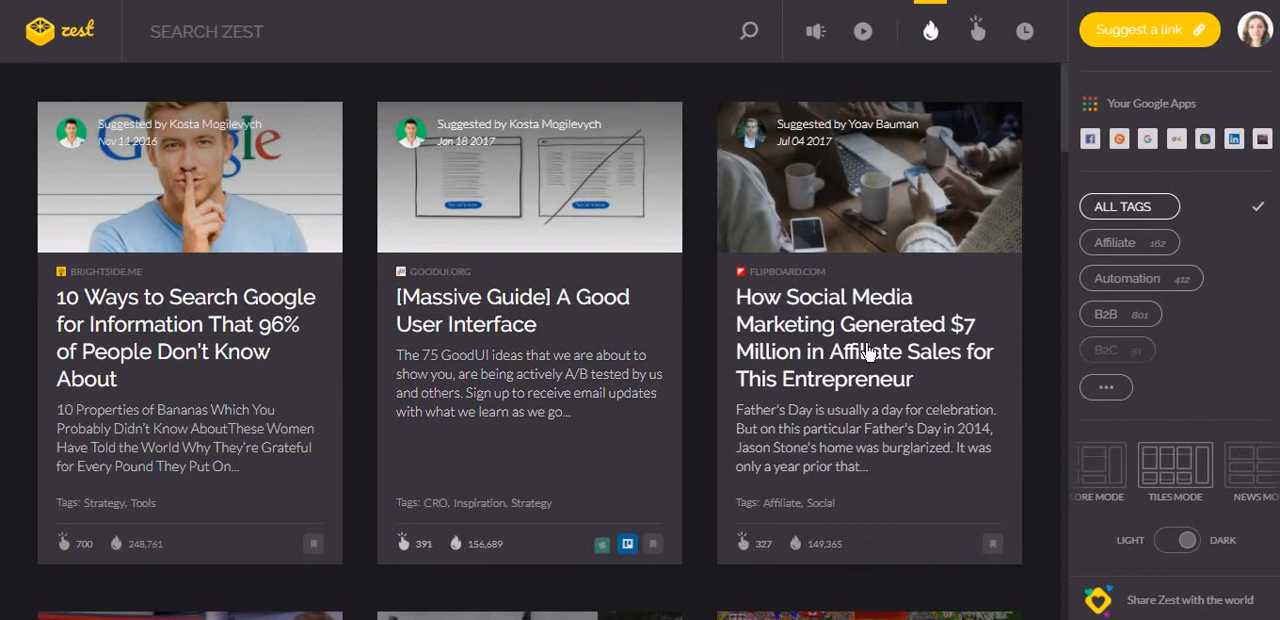 zest
SEARCH ZEST
Suggest a link
Suggested by Kosta Mogilevych
Nov 11 2016
Google
BRIGHTSIDE.ME
10 Ways to Search Google
for Information That 96%
of People Don't Know
About
10 Properties of Bananas Which You
Probably Didn't Know AboutThese Women
Have Told the World Why They're Grateful
for Every Pound They Put On...
Tags: Strategy, Tools
700
248,761
Suggested by Kosta Mogilevych
Jan 18 2017
GOODUI.ORG
[Massive Guide] A Good
User Interface
The 75 GoodUI ideas that we are about to
show you, are being actively A/B tested by us
and others. Sign up to receive email updates
with what we learn as we go...
Tags: CRO, Inspiration, Strategy
391
156,689
Suggested by Yoav Bauman
Jul 04 2017
FLIPBOARD.COM
How Social Media
Marketing Generated $7
Million in Affiliate Sales for
This Entrepreneur
Father's Day is usually a day for celebration.
But on this particular Father's Day in 2014,
Jason Stone's home was burglarized. It was
only a year prior that...
Tags: Affiliate, Social
327
149,365
Your Google Apps
ALL TAGS
Affiliate 162
Automation 412
B2B 801
B2C 51
LORE MODE
TILES MODE
NEWS MO
LIGHT
DARK
Share Zest with the world